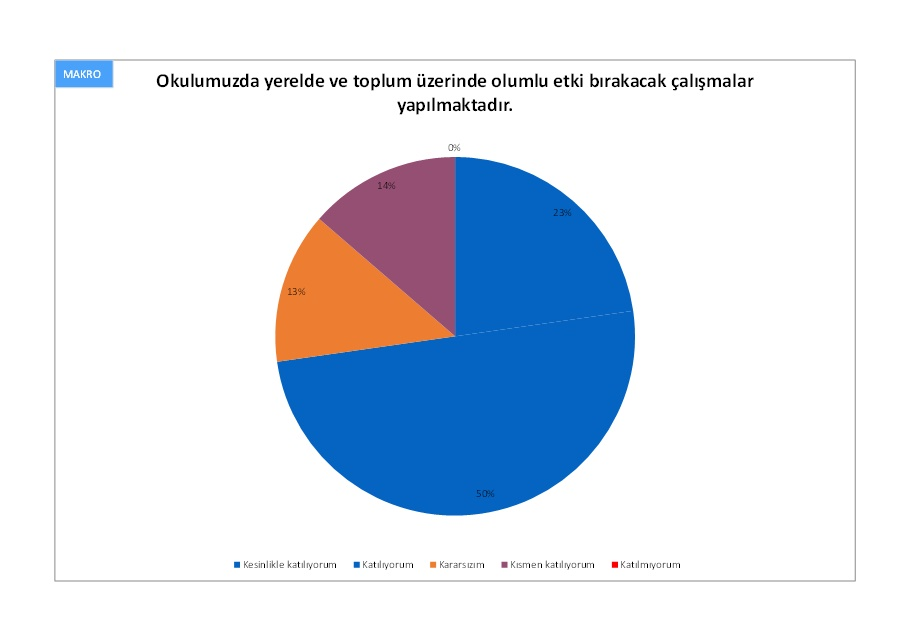 MAKRO
Okulumuzda yerelde ve toplum üzerinde olumlu etki bırakacak çalışmalar
yapılmaktadır.
0%
14%
23%
13%
50%
Kesinlikle katılıyorum Katılıyorum Kararsızım Kısmen katılıyorum Katılmıyorum